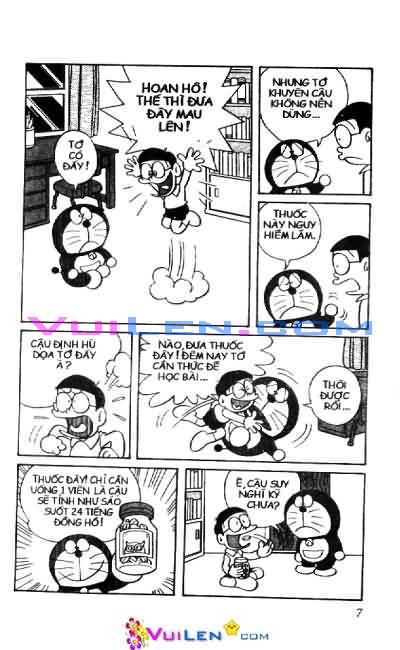 TỚ
CÓ
ĐẤY!
HOAN HÔ!
THẾ THÌ ĐƯA
ĐÂY MAU
LÊN!
NHƯNG TỚ
KHUYÊN CẬU
KHÔNG NÊN
DÙNG...
THUỐC
NÀY NGUY
HIỂM LẮM.
VUILEN.COM
CẬU ĐỊNH HÙ
DỌA TỚ ĐẤY
À?
NÀO, ĐƯA THUỐC
ĐÂY! ĐÊM NAY TỚ
CẦN THỨC ĐỂ
HỌC BÀI...
THÔI
ĐƯỢC
RỒI...
THUỐC ĐÂY! CHỈ CẦN
UỐNG 1 VIÊN LÀ CẬU
SẼ TỈNH NHƯ SÁO
SUỐT 24 TIẾNG
ĐỒNG HỒ!
Ê, CẬU SUY
NGHĨ KỸ
CHƯA?
7
VUILEN.COM